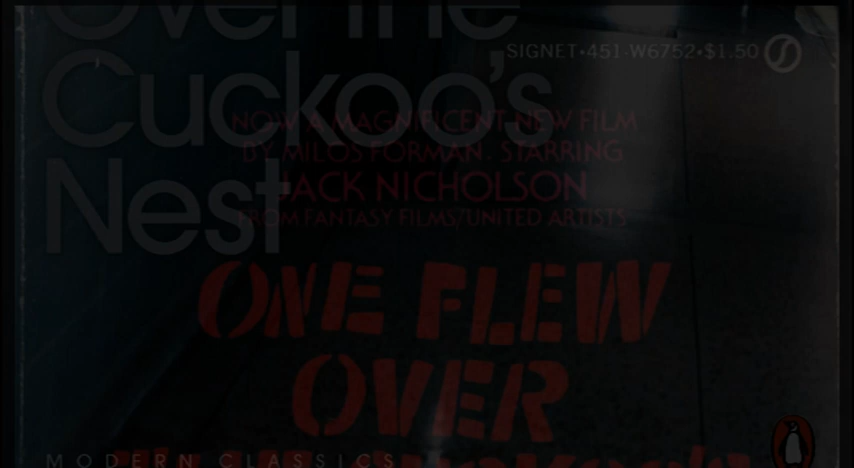 Over the
SIGNET•451-W6752•$1.50
Cuckoo's
NOW A MAGNIFICENT NEW FILM
BY MILOS FORMAN. STARRING
Nest
JACK NICHOLSON
FROM FANTASY FILMS/UNITED ARTISTS
ONE FLEW
OVER
MODERN CLASSICS